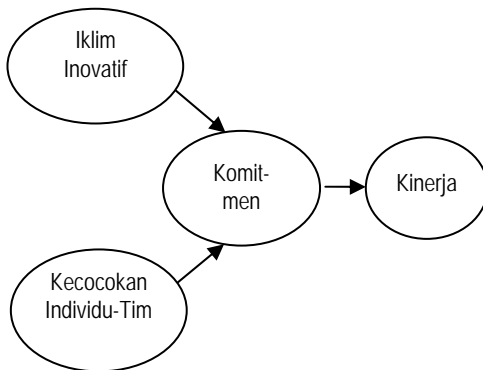 Iklim
Inovatif
Komit-
men
Kinerja
Kecocokan
Individu-Tim